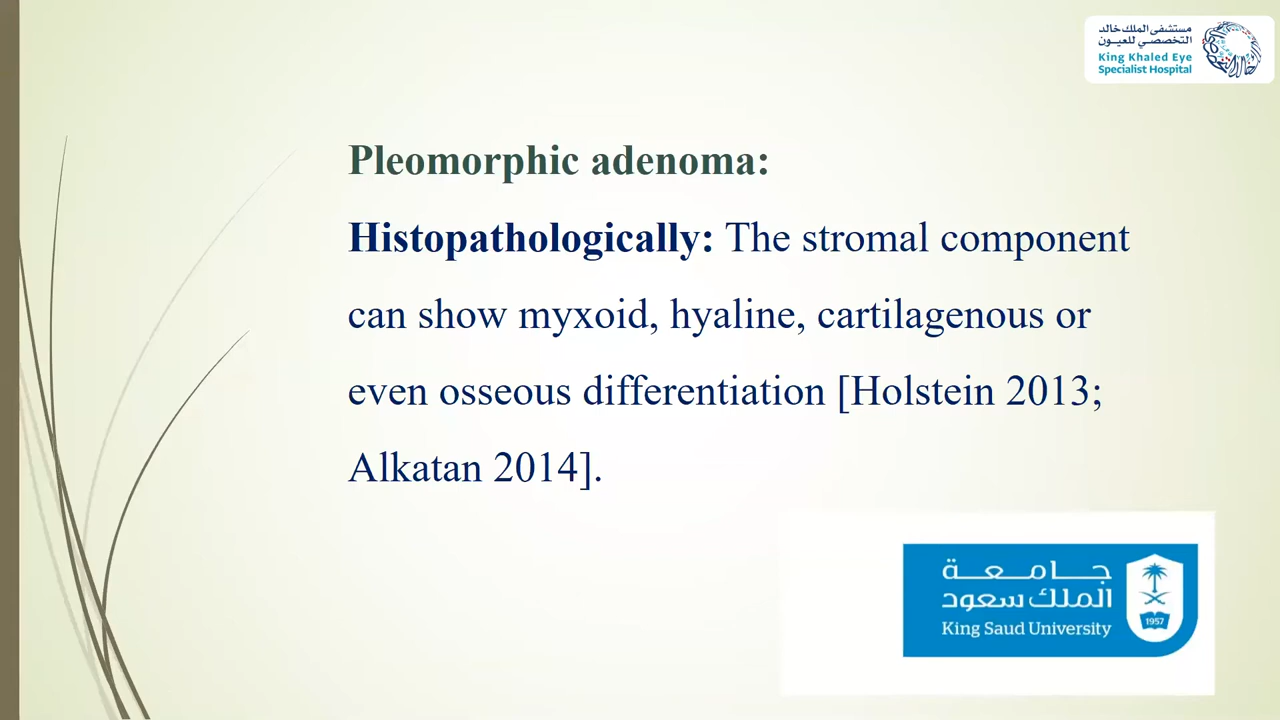 مستشفى الملك خالد
التخصصي للعيون
King Khaled Eye
Specialist Hospital
Pleomorphic adenoma:
Histopathologically: The stromal component
can show myxoid, hyaline, cartilagenous or
even osseous differentiation [Holstein 2013;
Alkatan 2014].
جامعة
الملك سعود
King Saud University
1957